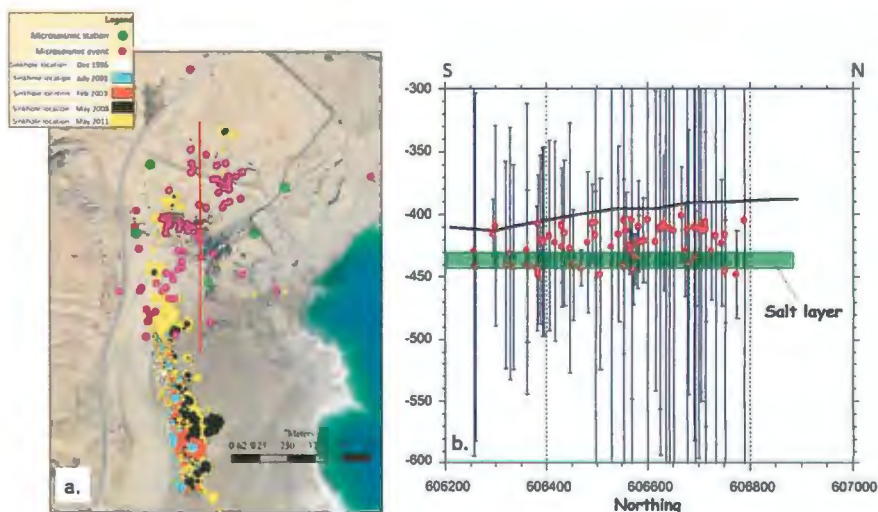 Legend
Microseismic station
Microseismic event
Sinkhole location Dec 1996
Sinkhole location July 2001
Sinkhole location Feb 2003
Sinkhole location May 2008
Sinkhole location May 2011
Meters
a.
S N
-300
-350
-400
-450
-500
-550
-600
Salt layer
b.
606200 606400 606600 606800 607000
Northing